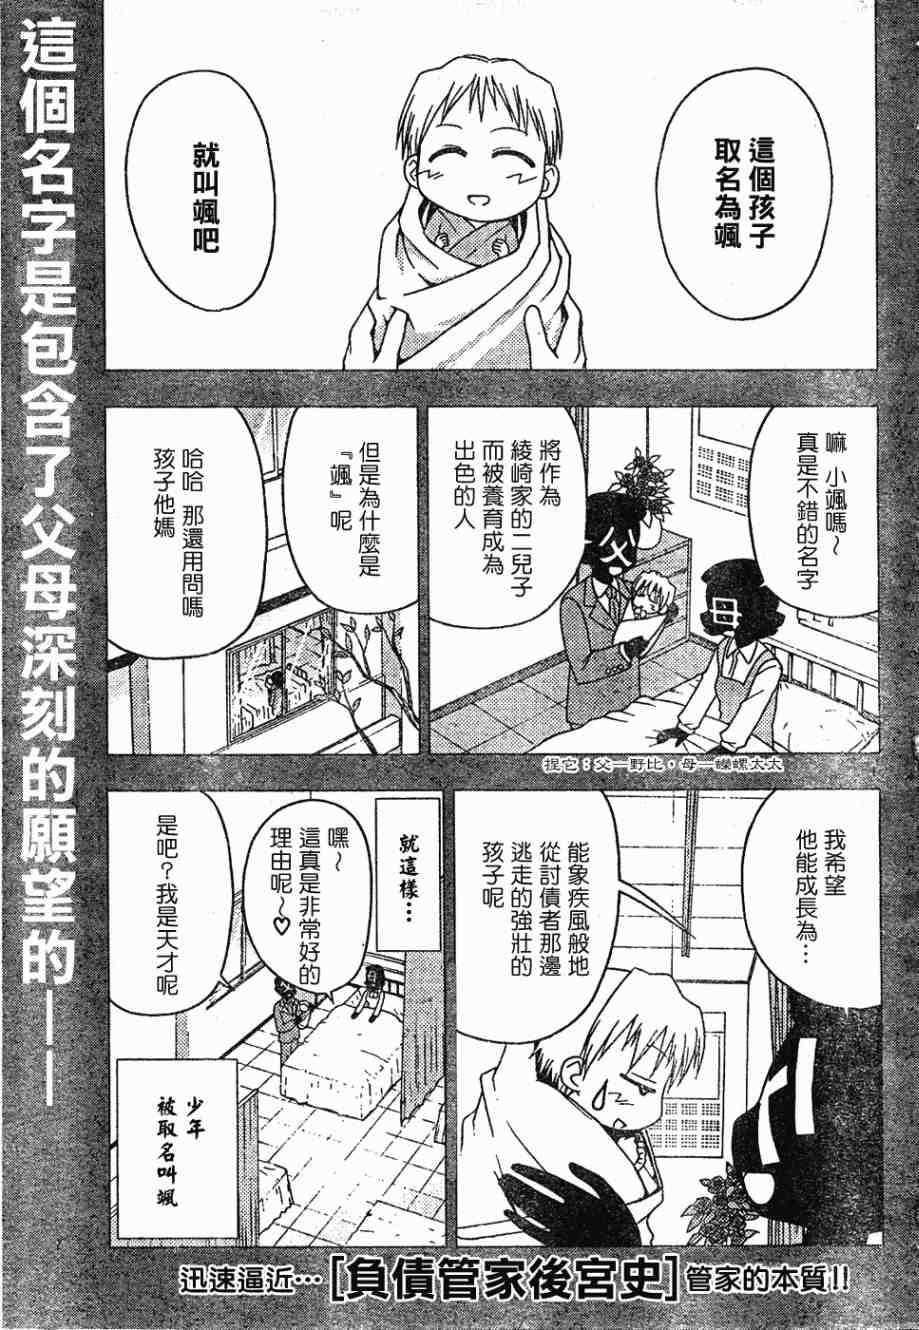 這個名字是包含了父母深刻的願望的——
這個孩子
取名為颯
就叫颯吧
嘛 小颯嗎～
真是不錯的名字
將作為
綾崎家的二兒子
而被養育成為
出色的人
父
母
但是為什麼是
『颯』呢
哈哈 那還用問嗎
孩子他媽
捏它：父—野比，母—蠑螺太太
我希望
他能成長為…
能象疾風般地
從討債者那邊
逃走的強壯的
孩子呢
就這樣…
嘿～
這真是非常好的
理由呢～♡
是吧？我是天才呢
少年
被取名叫颯
迅速逼近…［負債管家後宮史］管家的本質!!